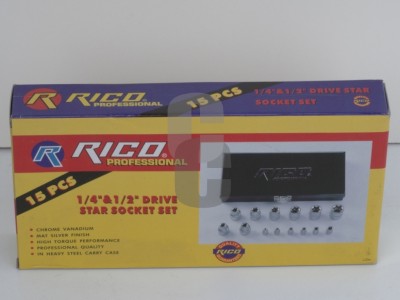 R RICO
PROFESSIONAL
15 PCS
1/4"&1/2" DRIVE STAR
SOCKET SET
R RICO
PROFESSIONAL
15 PCS
1/4"&1/2" DRIVE
STAR SOCKET SET
• CHROME VANADIUM
• MAT SILVER FINISH
• HIGH TORQUE PERFORMANCE
• PROFESSIONAL QUALITY
• IN HEAVY STEEL CARRY CASE
RICO
RICO